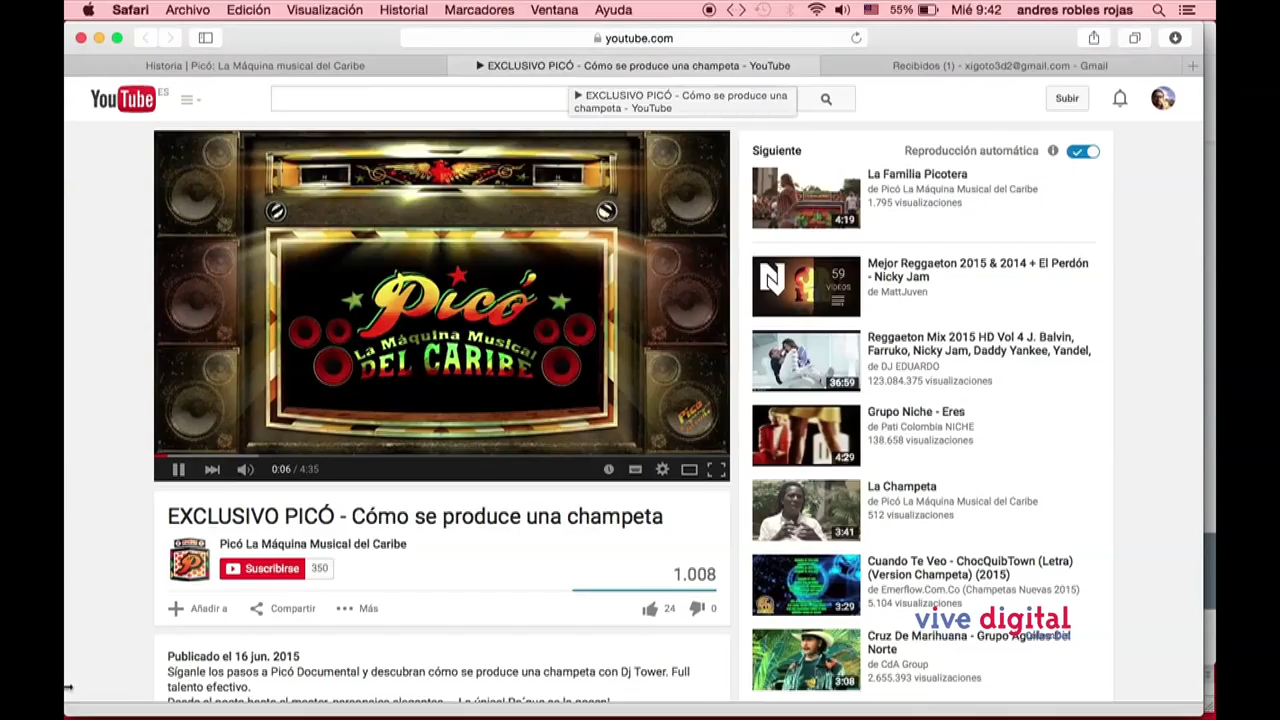 Safari Archivo Edición Visualización Historial Marcadores Ventana Ayuda 55% Mié 9:42 andres robles rojas
youtube.com
Historia | Picó: La Máquina musical del Caribe
▶ EXCLUSIVO PICÓ - Cómo se produce una champeta - YouTube
Recibidos (1) - xigoto3d2@gmail.com - Gmail
YouTube ES
▶ EXCLUSIVO PICÓ - Cómo se produce una
champeta - YouTube
Subir
Picó
La Máquina Musical
DEL CARIBE
0:06 / 4:35
EXCLUSIVO PICÓ - Cómo se produce una champeta
Picó La Máquina Musical del Caribe
Suscribirse 350
1.008
Añadir a Compartir Más 24 0
Publicado el 16 jun. 2015
Síganle los pasos a Picó Documental y descubran cómo se produce una champeta con Dj Tower. Full
talento efectivo.
Siguiente
Reproducción automática
La Familia Picotera
de Picó La Máquina Musical del Caribe
1.795 visualizaciones
4:19
Mejor Reggaeton 2015 & 2014 + El Perdón
- Nicky Jam
de MattJuven
59
VÍDEOS
Reggaeton Mix 2015 HD Vol 4 J. Balvin,
Farruko, Nicky Jam, Daddy Yankee, Yandel,
de DJ EDUARDO
123.084.375 visualizaciones
36:59
Grupo Niche - Eres
de Pati Colombia NICHE
138.658 visualizaciones
4:29
La Champeta
de Picó La Máquina Musical del Caribe
512 visualizaciones
3:41
Cuando Te Veo - ChocQuibTown (Letra)
(Version Champeta) (2015)
de Emerflow.Com.Co (Champetas Nuevas 2015)
5.104 visualizaciones
3:29
vive digital
Cruz De Marihuana - Grupo Aguilas Del
Norte
de CdA Group
2.655.393 visualizaciones
3:08